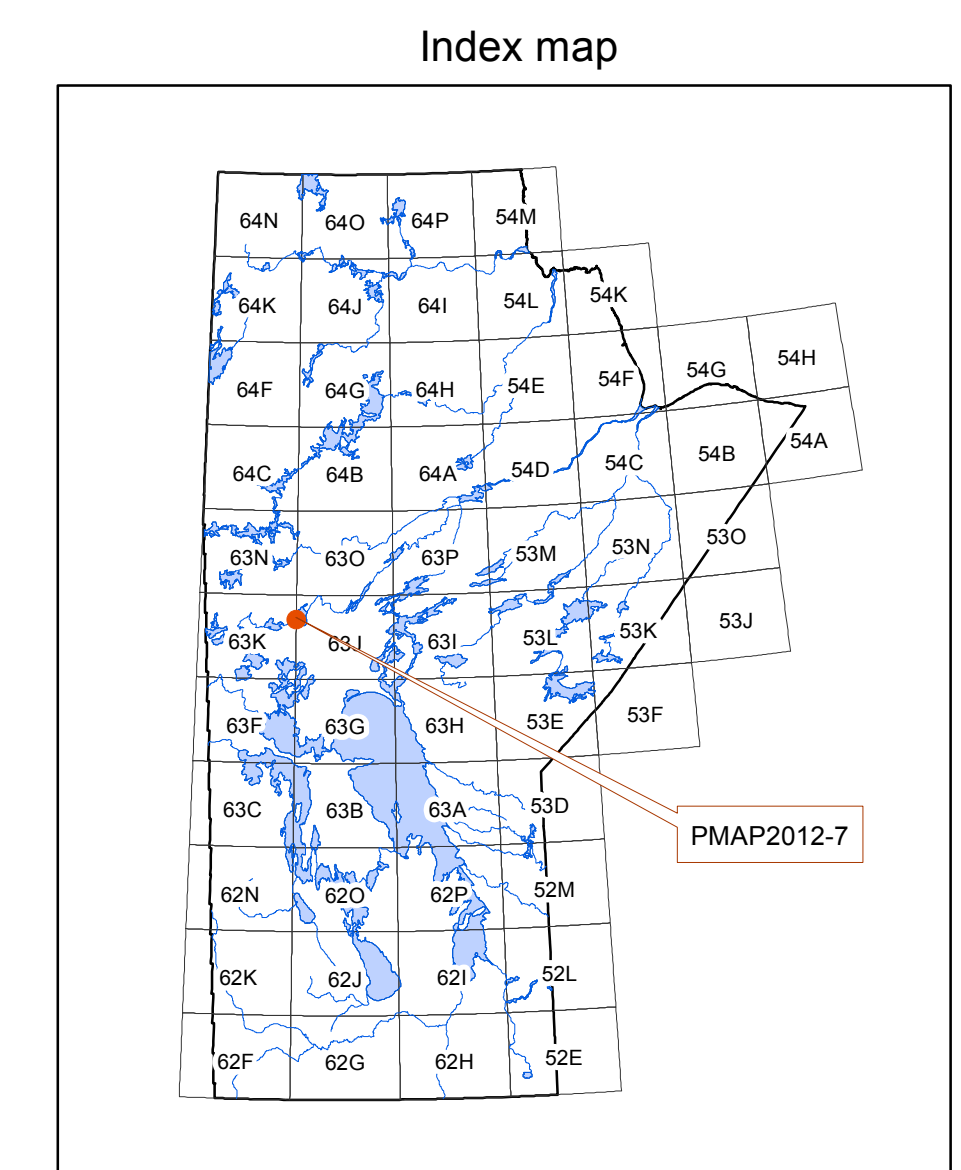 Index map
64N 64O 64P 54M
64K 64J 64I 54L 54K
64F 64G 64H 54E 54F 54G 54H
64C 64B 64A 54D 54C 54B 54A
63N 63O 63P 53M 53N 53O
63K 63J 63I 53L 53K 53J
63F 63G 63H 53E 53F
63C 63B 63A 53D
PMAP2012-7
62N 62O 62P 52M
62K 62J 62I 52L
62F 62G 62H 52E